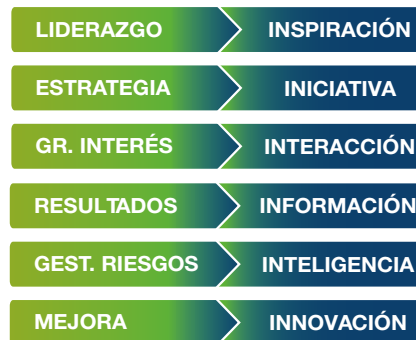 LIDERAZGO INSPIRACIÓN
ESTRATEGIA INICIATIVA
GR. INTERÉS INTERACCIÓN
RESULTADOS INFORMACIÓN
GEST. RIESGOS INTELIGENCIA
MEJORA INNOVACIÓN